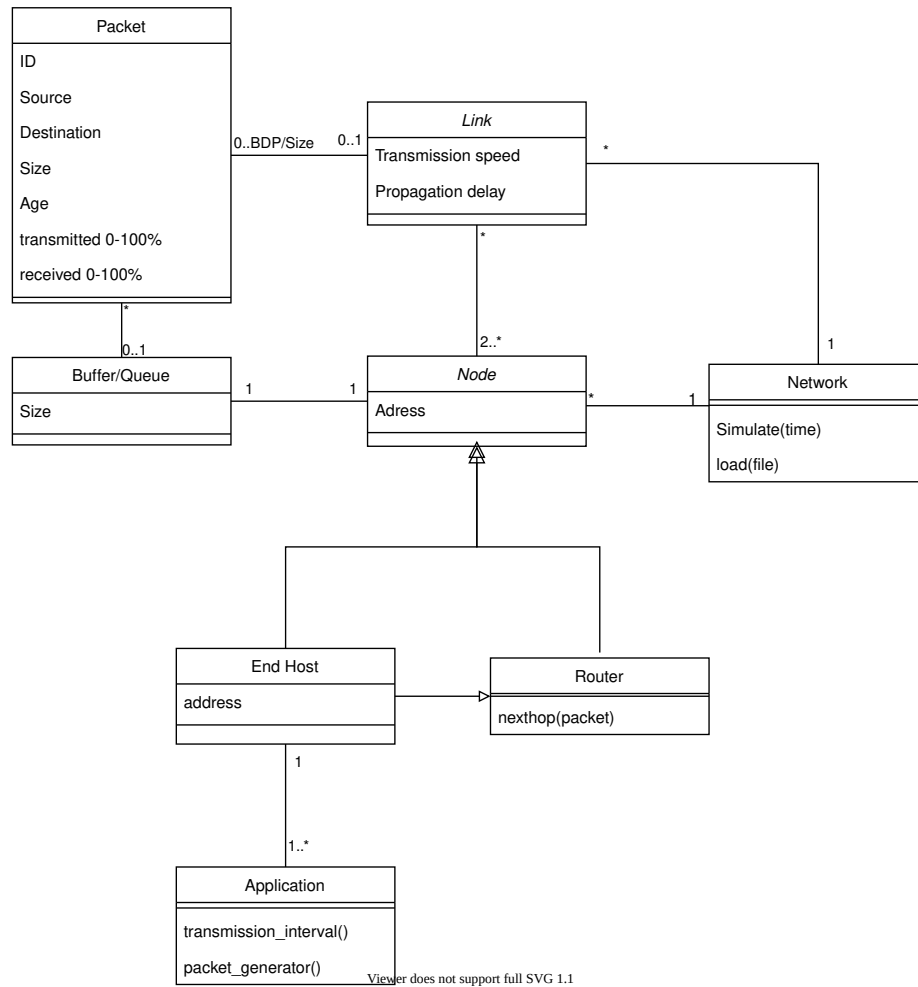 Packet
ID
Source
Destination
Size
Age
transmitted 0-100%
received 0-100%
0..BDP/Size
0..1
Link
Transmission speed
Propagation delay
*
*
*
0..1
2..*
1
Buffer/Queue
Size
1
1
Node
Adress
*
1
Network
Simulate(time)
load(file)
End Host
address
Router
nexthop(packet)
1
1..*
Application
transmission_interval()
packet_generator()
Viewer does not support full SVG 1.1